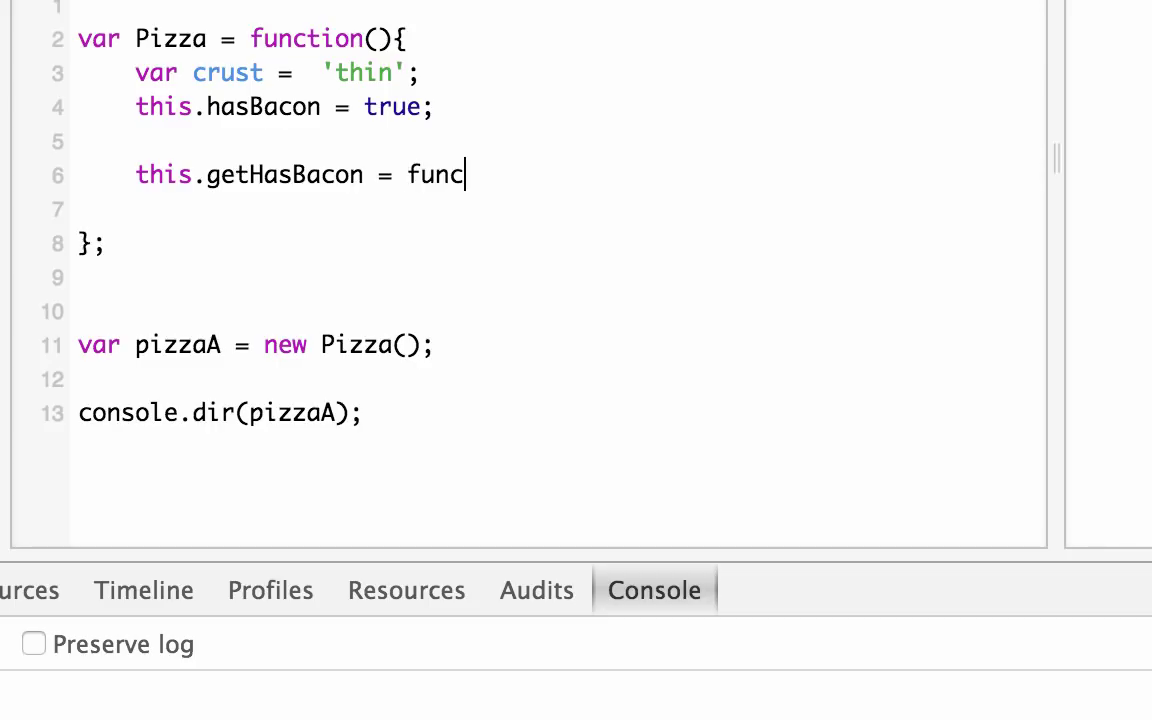 1
2 var Pizza = function(){
3 var crust =  'thin';
4 this.hasBacon = true;
5
6 this.getHasBacon = func
7
8 };
9
10
11 var pizzaA = new Pizza();
12
13 console.dir(pizzaA);
urces Timeline Profiles Resources Audits Console
Preserve log